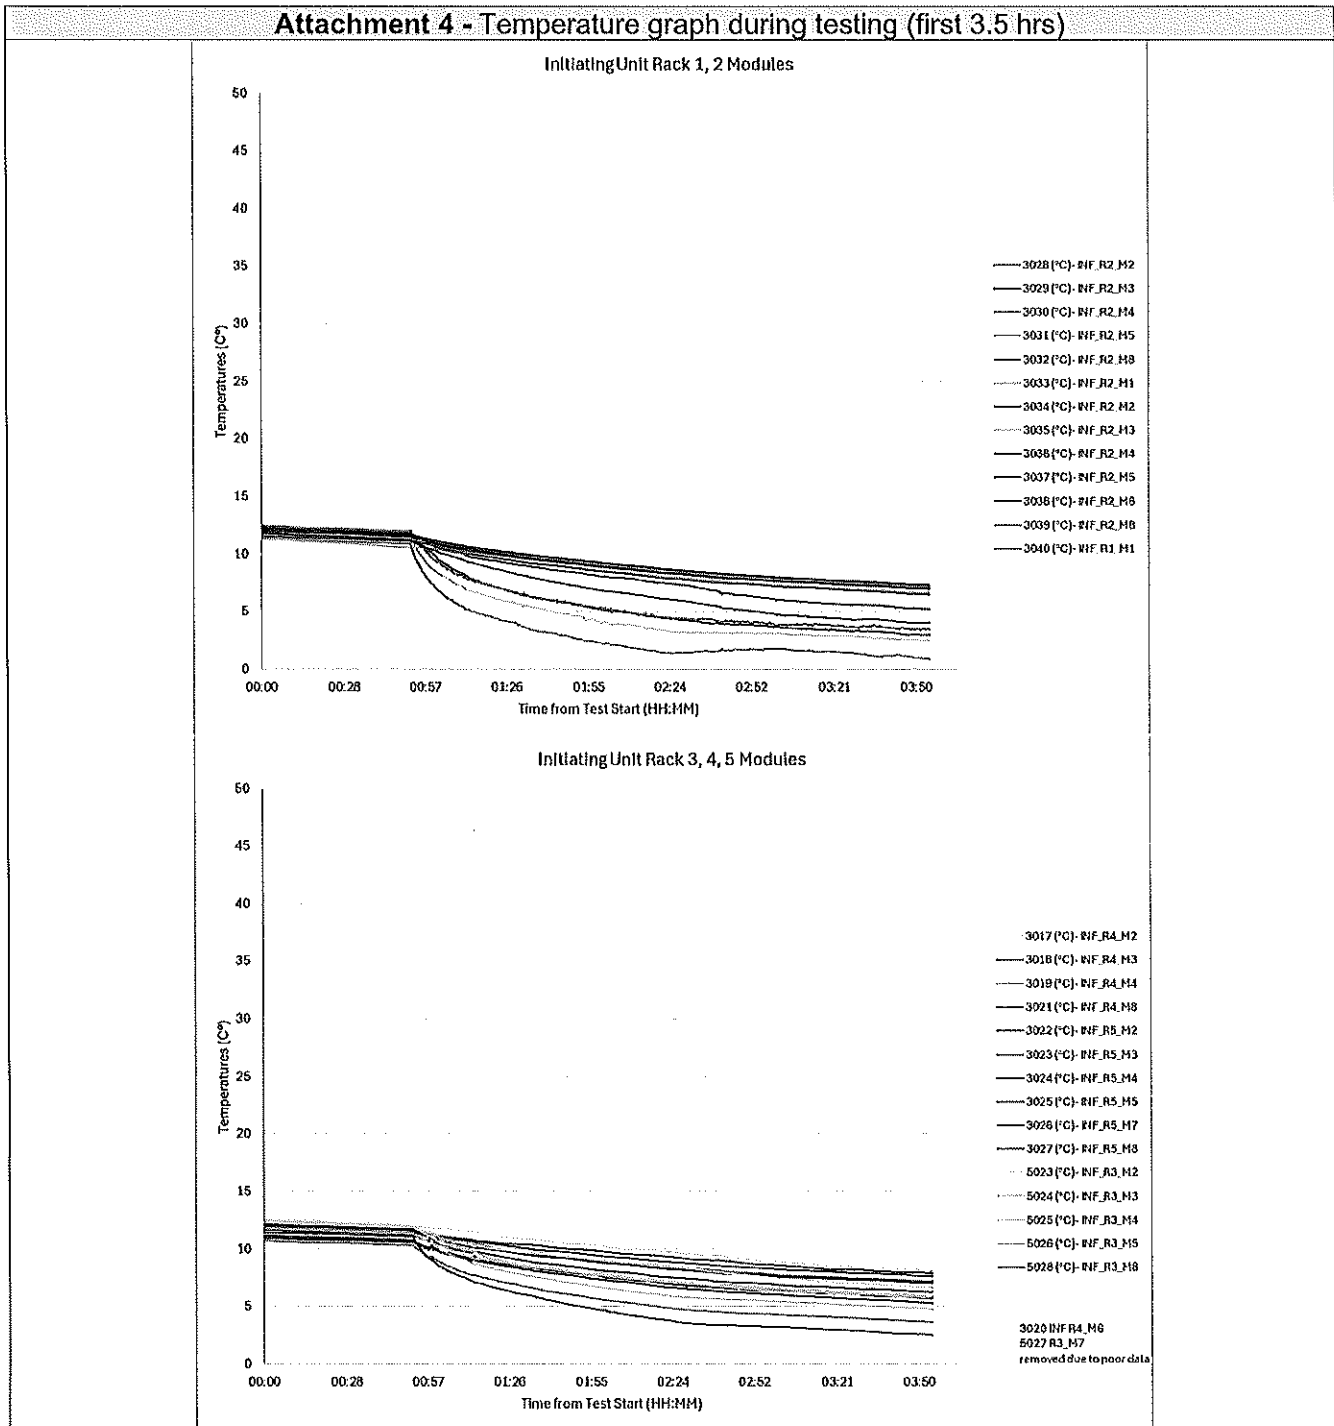 Attachment 4 - Temperature graph during testing (first 3.5 hrs)
Initiating Unit Rack 1, 2 Modules
50
45
40
35
30
25
20
15
10
5
0
Temperatures (C°)
00:00 00:28 00:57 01:26 01:55 02:24 02:52 03:21 03:50
Time from Test Start (HH:MM)
3028 (°C)- INF_R2_M2
3029 (°C)- INF_R2_M3
3030 (°C)- INF_R2_M4
3031 (°C)- INF_R2_M5
3032 (°C)- INF_R2_M8
3033 (°C)- INF_R2_M1
3034 (°C)- INF_R2_M2
3035 (°C)- INF_R2_M3
3036 (°C)- INF_R2_M4
3037 (°C)- INF_R2_M5
3038 (°C)- INF_R2_M6
3039 (°C)- INF_R2_M8
3040 (°C)- INF_R1_M1
Initiating Unit Rack 3, 4, 5 Modules
50
45
40
35
30
25
20
15
10
5
0
Temperatures (C°)
00:00 00:28 00:57 01:26 01:55 02:24 02:52 03:21 03:50
Time from Test Start (HH:MM)
3017 (°C)- INF_R4_M2
3018 (°C)- INF_R4_M3
3019 (°C)- INF_R4_M4
3021 (°C)- INF_R4_M8
3022 (°C)- INF_R5_M2
3023 (°C)- INF_R5_M3
3024 (°C)- INF_R5_M4
3025 (°C)- INF_R5_M5
3026 (°C)- INF_R5_M7
3027 (°C)- INF_R5_M8
5023 (°C)- INF_R3_M2
5024 (°C)- INF_R3_M3
5025 (°C)- INF_R3_M4
5026 (°C)- INF_R3_M5
5028 (°C)- INF_R3_M8
3020 INF R4_M6
5027 R3_M7
removed due to poor data